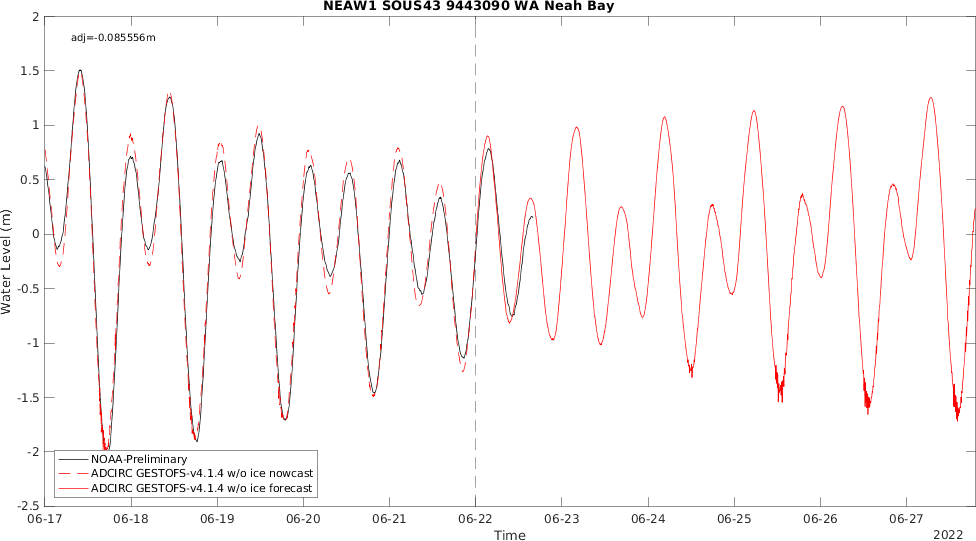 NEAW1 SOUS43 9443090 WA Neah Bay
adj=-0.085556m
2
1.5
1
0.5
0
-0.5
-1
-1.5
-2
-2.5
Water Level (m)
NOAA-Preliminary
ADCIRC GESTOFS-v4.1.4 w/o ice nowcast
ADCIRC GESTOFS-v4.1.4 w/o ice forecast
06-17 06-18 06-19 06-20 06-21 06-22 06-23 06-24 06-25 06-26 06-27
Time
2022